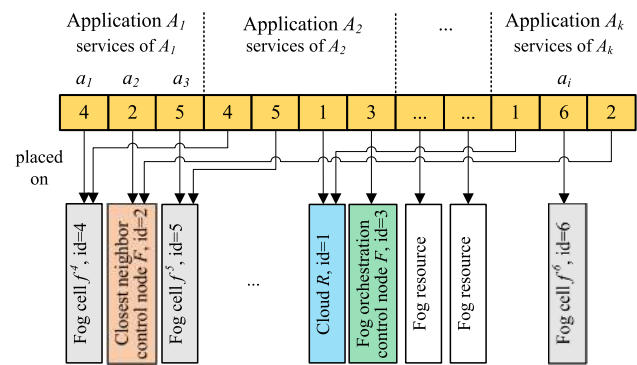 Application A1
services of A1
Application A2
services of A2
...
Application Ak
services of Ak
a1 a2 a3 ai
4 2 5 4 5 1 3 ... ... 1 6 2
placed
on
Fog cell f^4, id=4
Closest neighbor
control node F, id=2
Fog cell f^5, id=5
...
Cloud R, id=1
Fog orchestration
control node F, id=3
Fog resource
Fog resource
Fog cell f^6, id=6